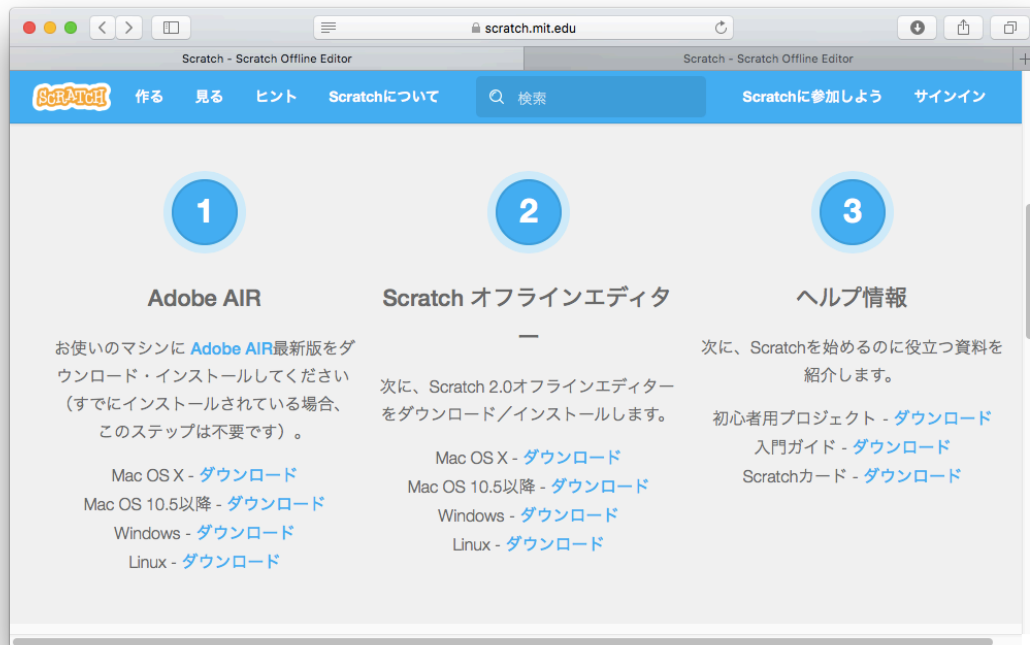 scratch.mit.edu
Scratch - Scratch Offline Editor
Scratch - Scratch Offline Editor
SCRATCH
作る
見る
ヒント
Scratchについて
検索
Scratchに参加しよう
サインイン
1
Adobe AIR
お使いのマシンに Adobe AIR最新版をダ
ウンロード・インストールしてください
（すでにインストールされている場合、
このステップは不要です）。
Mac OS X - ダウンロード
Mac OS 10.5以降 - ダウンロード
Windows - ダウンロード
Linux - ダウンロード
2
Scratch オフラインエディタ
ー
次に、Scratch 2.0オフラインエディター
をダウンロード／インストールします。
Mac OS X - ダウンロード
Mac OS 10.5以降 - ダウンロード
Windows - ダウンロード
Linux - ダウンロード
3
ヘルプ情報
次に、Scratchを始めるのに役立つ資料を
紹介します。
初心者用プロジェクト - ダウンロード
入門ガイド - ダウンロード
Scratchカード - ダウンロード